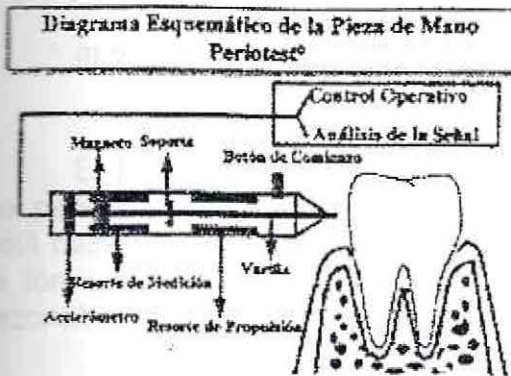 Diagrama Esquemático de la Pieza de Mano
Periotest®
Control Operativo
Análisis de la Señal
Magneto Soporte
Botón de Comienzo
Resorte de Medición
Varilla
Acelerómetro
Resorte de Propulsión